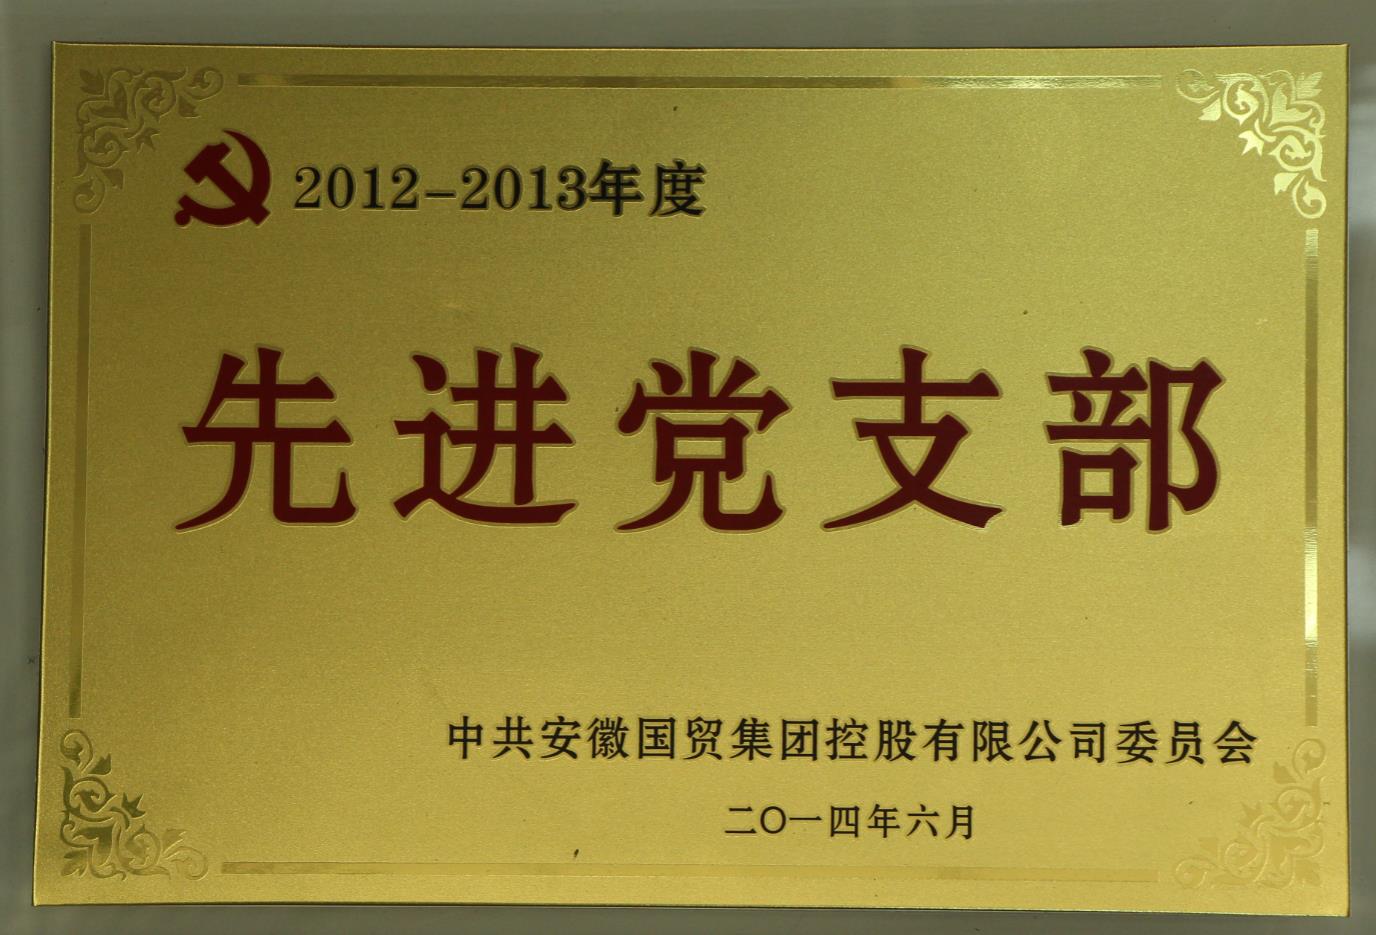 2012-2013年度
先进党支部
中共安徽国贸集团控股有限公司委员会
二〇一四年六月